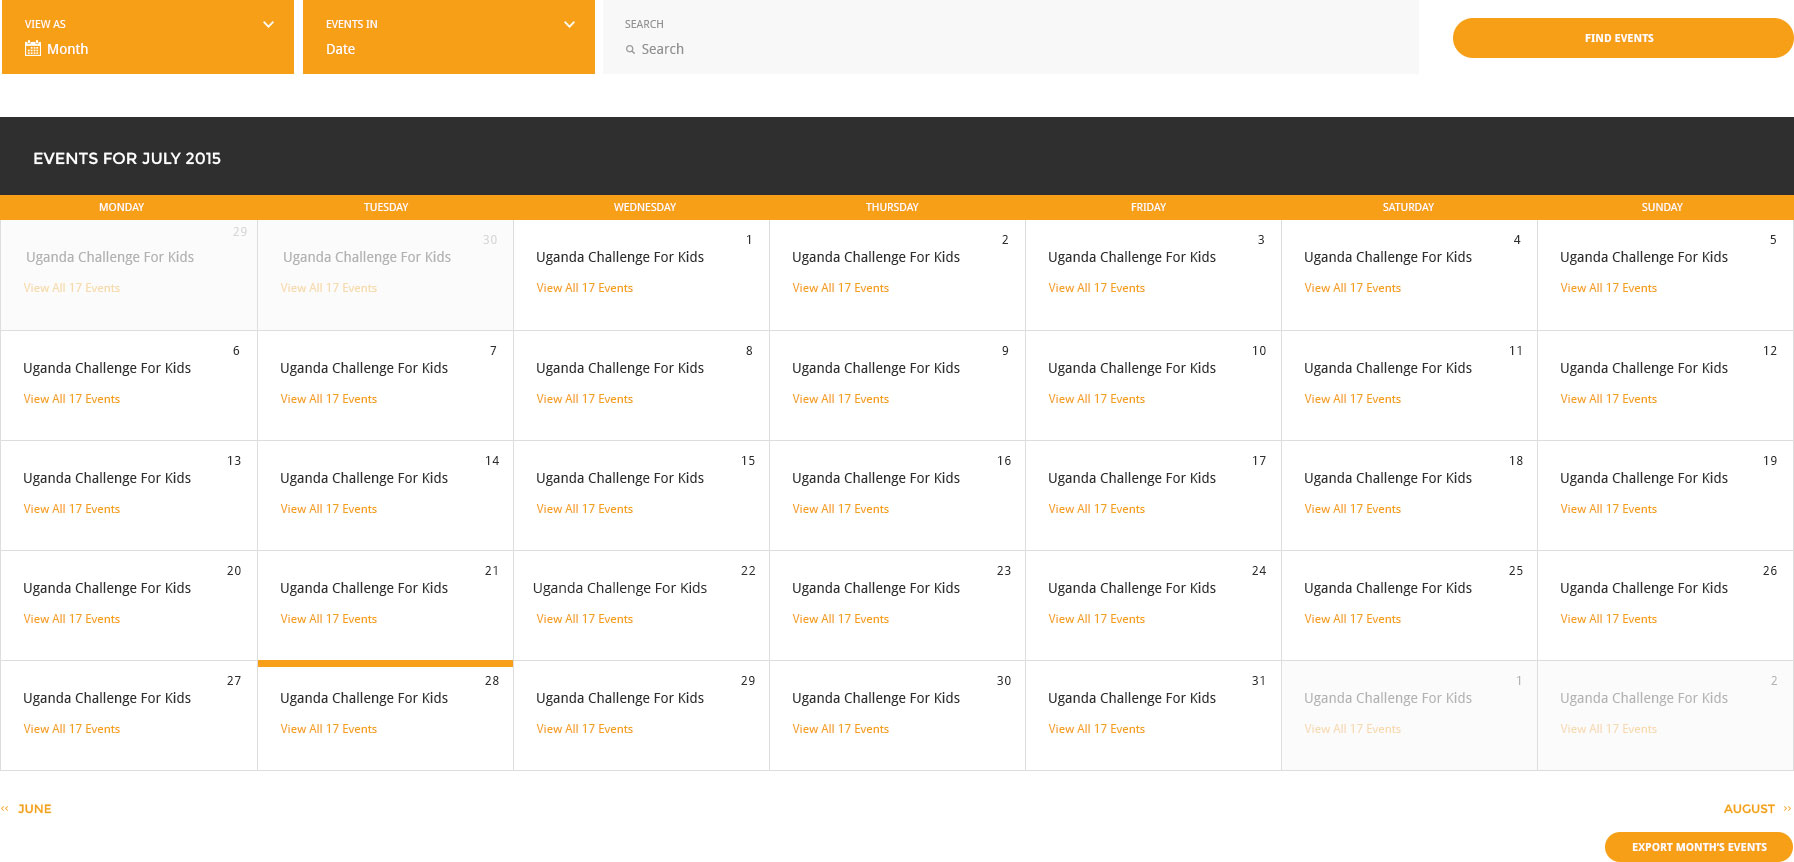 VIEW AS
Month
EVENTS IN
Date
SEARCH
Search
FIND EVENTS
EVENTS FOR JULY 2015
MONDAY TUESDAY WEDNESDAY THURSDAY FRIDAY SATURDAY SUNDAY
29 30 1 2 3 4 5
Uganda Challenge For Kids Uganda Challenge For Kids Uganda Challenge For Kids Uganda Challenge For Kids Uganda Challenge For Kids Uganda Challenge For Kids Uganda Challenge For Kids
View All 17 Events View All 17 Events View All 17 Events View All 17 Events View All 17 Events View All 17 Events View All 17 Events
6 7 8 9 10 11 12
Uganda Challenge For Kids Uganda Challenge For Kids Uganda Challenge For Kids Uganda Challenge For Kids Uganda Challenge For Kids Uganda Challenge For Kids Uganda Challenge For Kids
View All 17 Events View All 17 Events View All 17 Events View All 17 Events View All 17 Events View All 17 Events View All 17 Events
13 14 15 16 17 18 19
Uganda Challenge For Kids Uganda Challenge For Kids Uganda Challenge For Kids Uganda Challenge For Kids Uganda Challenge For Kids Uganda Challenge For Kids Uganda Challenge For Kids
View All 17 Events View All 17 Events View All 17 Events View All 17 Events View All 17 Events View All 17 Events View All 17 Events
20 21 22 23 24 25 26
Uganda Challenge For Kids Uganda Challenge For Kids Uganda Challenge For Kids Uganda Challenge For Kids Uganda Challenge For Kids Uganda Challenge For Kids Uganda Challenge For Kids
View All 17 Events View All 17 Events View All 17 Events View All 17 Events View All 17 Events View All 17 Events View All 17 Events
27 28 29 30 31 1 2
Uganda Challenge For Kids Uganda Challenge For Kids Uganda Challenge For Kids Uganda Challenge For Kids Uganda Challenge For Kids Uganda Challenge For Kids Uganda Challenge For Kids
View All 17 Events View All 17 Events View All 17 Events View All 17 Events View All 17 Events View All 17 Events View All 17 Events
‹‹ JUNE AUGUST ››
EXPORT MONTH'S EVENTS